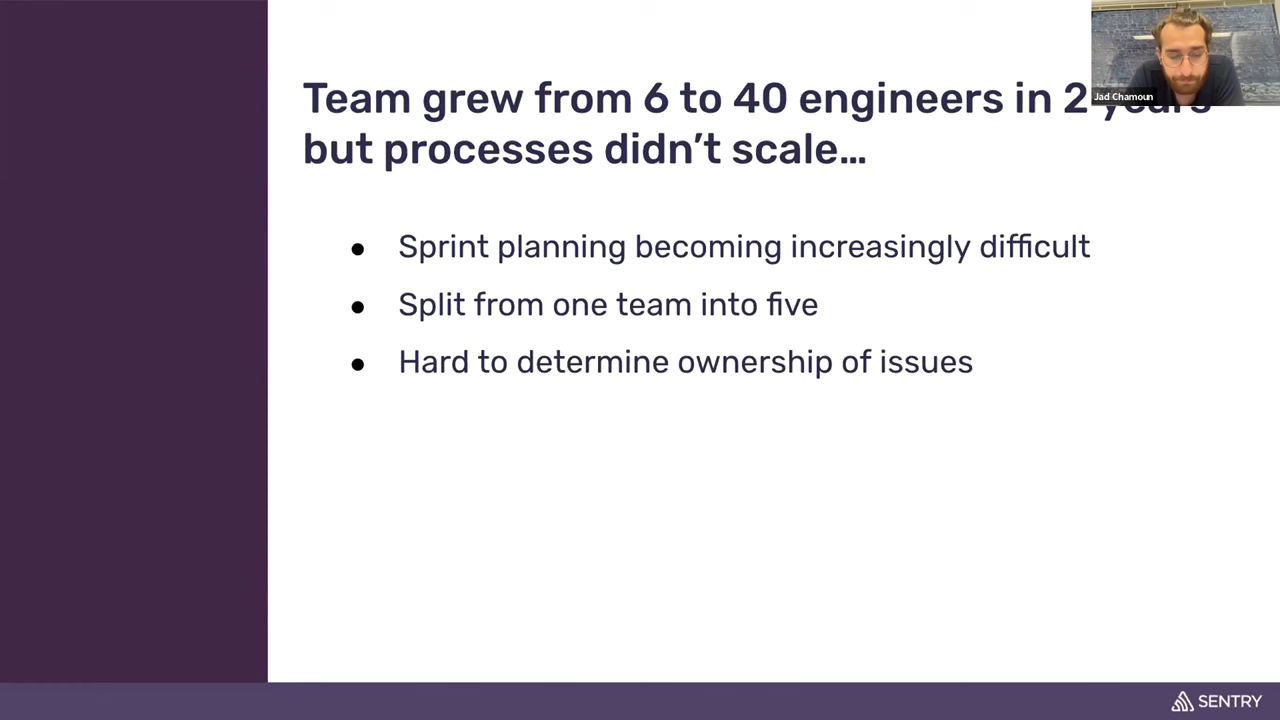 Jad Chamoun
Team grew from 6 to 40 engineers in 2 years
but processes didn’t scale…
● Sprint planning becoming increasingly difficult
● Split from one team into five
● Hard to determine ownership of issues
SENTRY